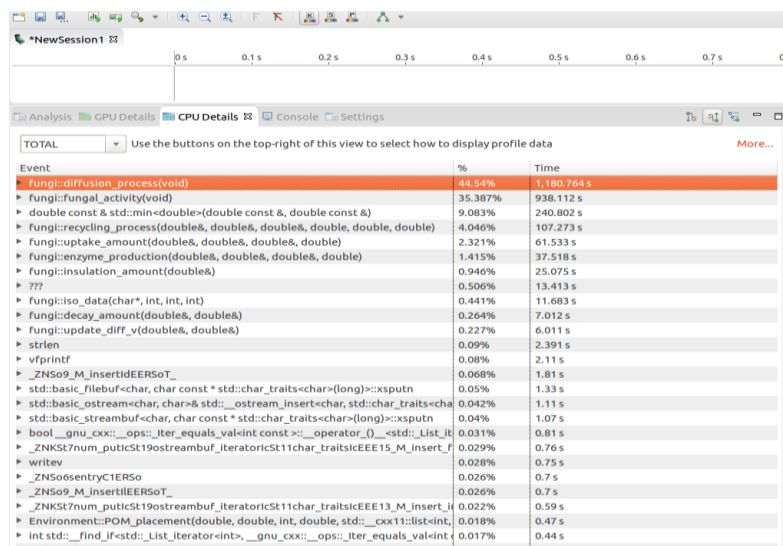 *NewSession1
0 s 0.1 s 0.2 s 0.3 s 0.4 s 0.5 s 0.6 s 0.7 s
Analysis GPU Details CPU Details Console Settings
TOTAL Use the buttons on the top-right of this view to select how to display profile data More...
Event % Time
fungi::diffusion_process(void) 44.54% 1,180.764 s
fungi::fungal_activity(void) 35.387% 938.112 s
double const & std::min<double>(double const &, double const &) 9.083% 240.802 s
fungi::recycling_process(double&, double&, double&, double, double, double) 4.046% 107.273 s
fungi::uptake_amount(double&, double&, double&, double) 2.321% 61.533 s
fungi::enzyme_production(double&, double&, double&, double) 1.415% 37.518 s
fungi::insulation_amount(double&) 0.946% 25.075 s
??? 0.506% 13.413 s
fungi::iso_data(char*, int, int, int) 0.441% 11.683 s
fungi::decay_amount(double&, double&) 0.264% 7.012 s
fungi::update_diff_v(double&, double&) 0.227% 6.011 s
strlen 0.09% 2.391 s
vfprintf 0.08% 2.11 s
_ZNSo9_M_insertIdEERSoT_ 0.068% 1.81 s
std::basic_filebuf<char, char const * std::char_traits<char>(long)>::xsputn 0.05% 1.33 s
std::basic_ostream<char, char>& std::__ostream_insert<char, std::char_traits<cha 0.042% 1.11 s
std::basic_streambuf<char, char const * std::char_traits<char>(long)>::xsputn 0.04% 1.07 s
bool __gnu_cxx::__ops::_Iter_equals_val<int const >::__operator_()__<std::_List_it 0.031% 0.81 s
_ZNKSt7num_putIcSt19ostreambuf_iteratorIcSt11char_traitsIcEEE15_M_insert_f 0.029% 0.76 s
writev 0.028% 0.75 s
_ZNSo6sentryC1ERSo 0.026% 0.7 s
_ZNSo9_M_insertIlEERSoT_ 0.026% 0.7 s
_ZNKSt7num_putIcSt19ostreambuf_iteratorIcSt11char_traitsIcEEE13_M_insert_i 0.022% 0.59 s
Environment::POM_placement(double, double, int, double, std::__cxx11::list<int, 0.018% 0.47 s
int std::__find_if<std::_List_iterator<int>, __gnu_cxx::__ops::_Iter_equals_val<int 0.017% 0.44 s